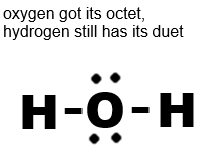 oxygen got its octet,
hydrogen still has its duet
H-O-H